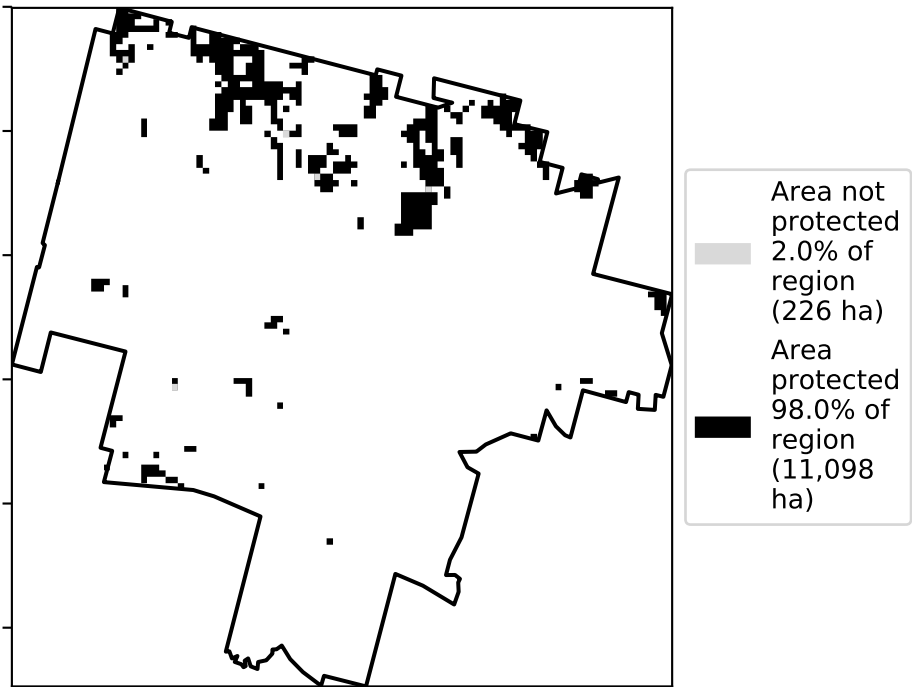 Area not
protected
2.0% of
region
(226 ha)
Area
protected
98.0% of
region
(11,098
ha)